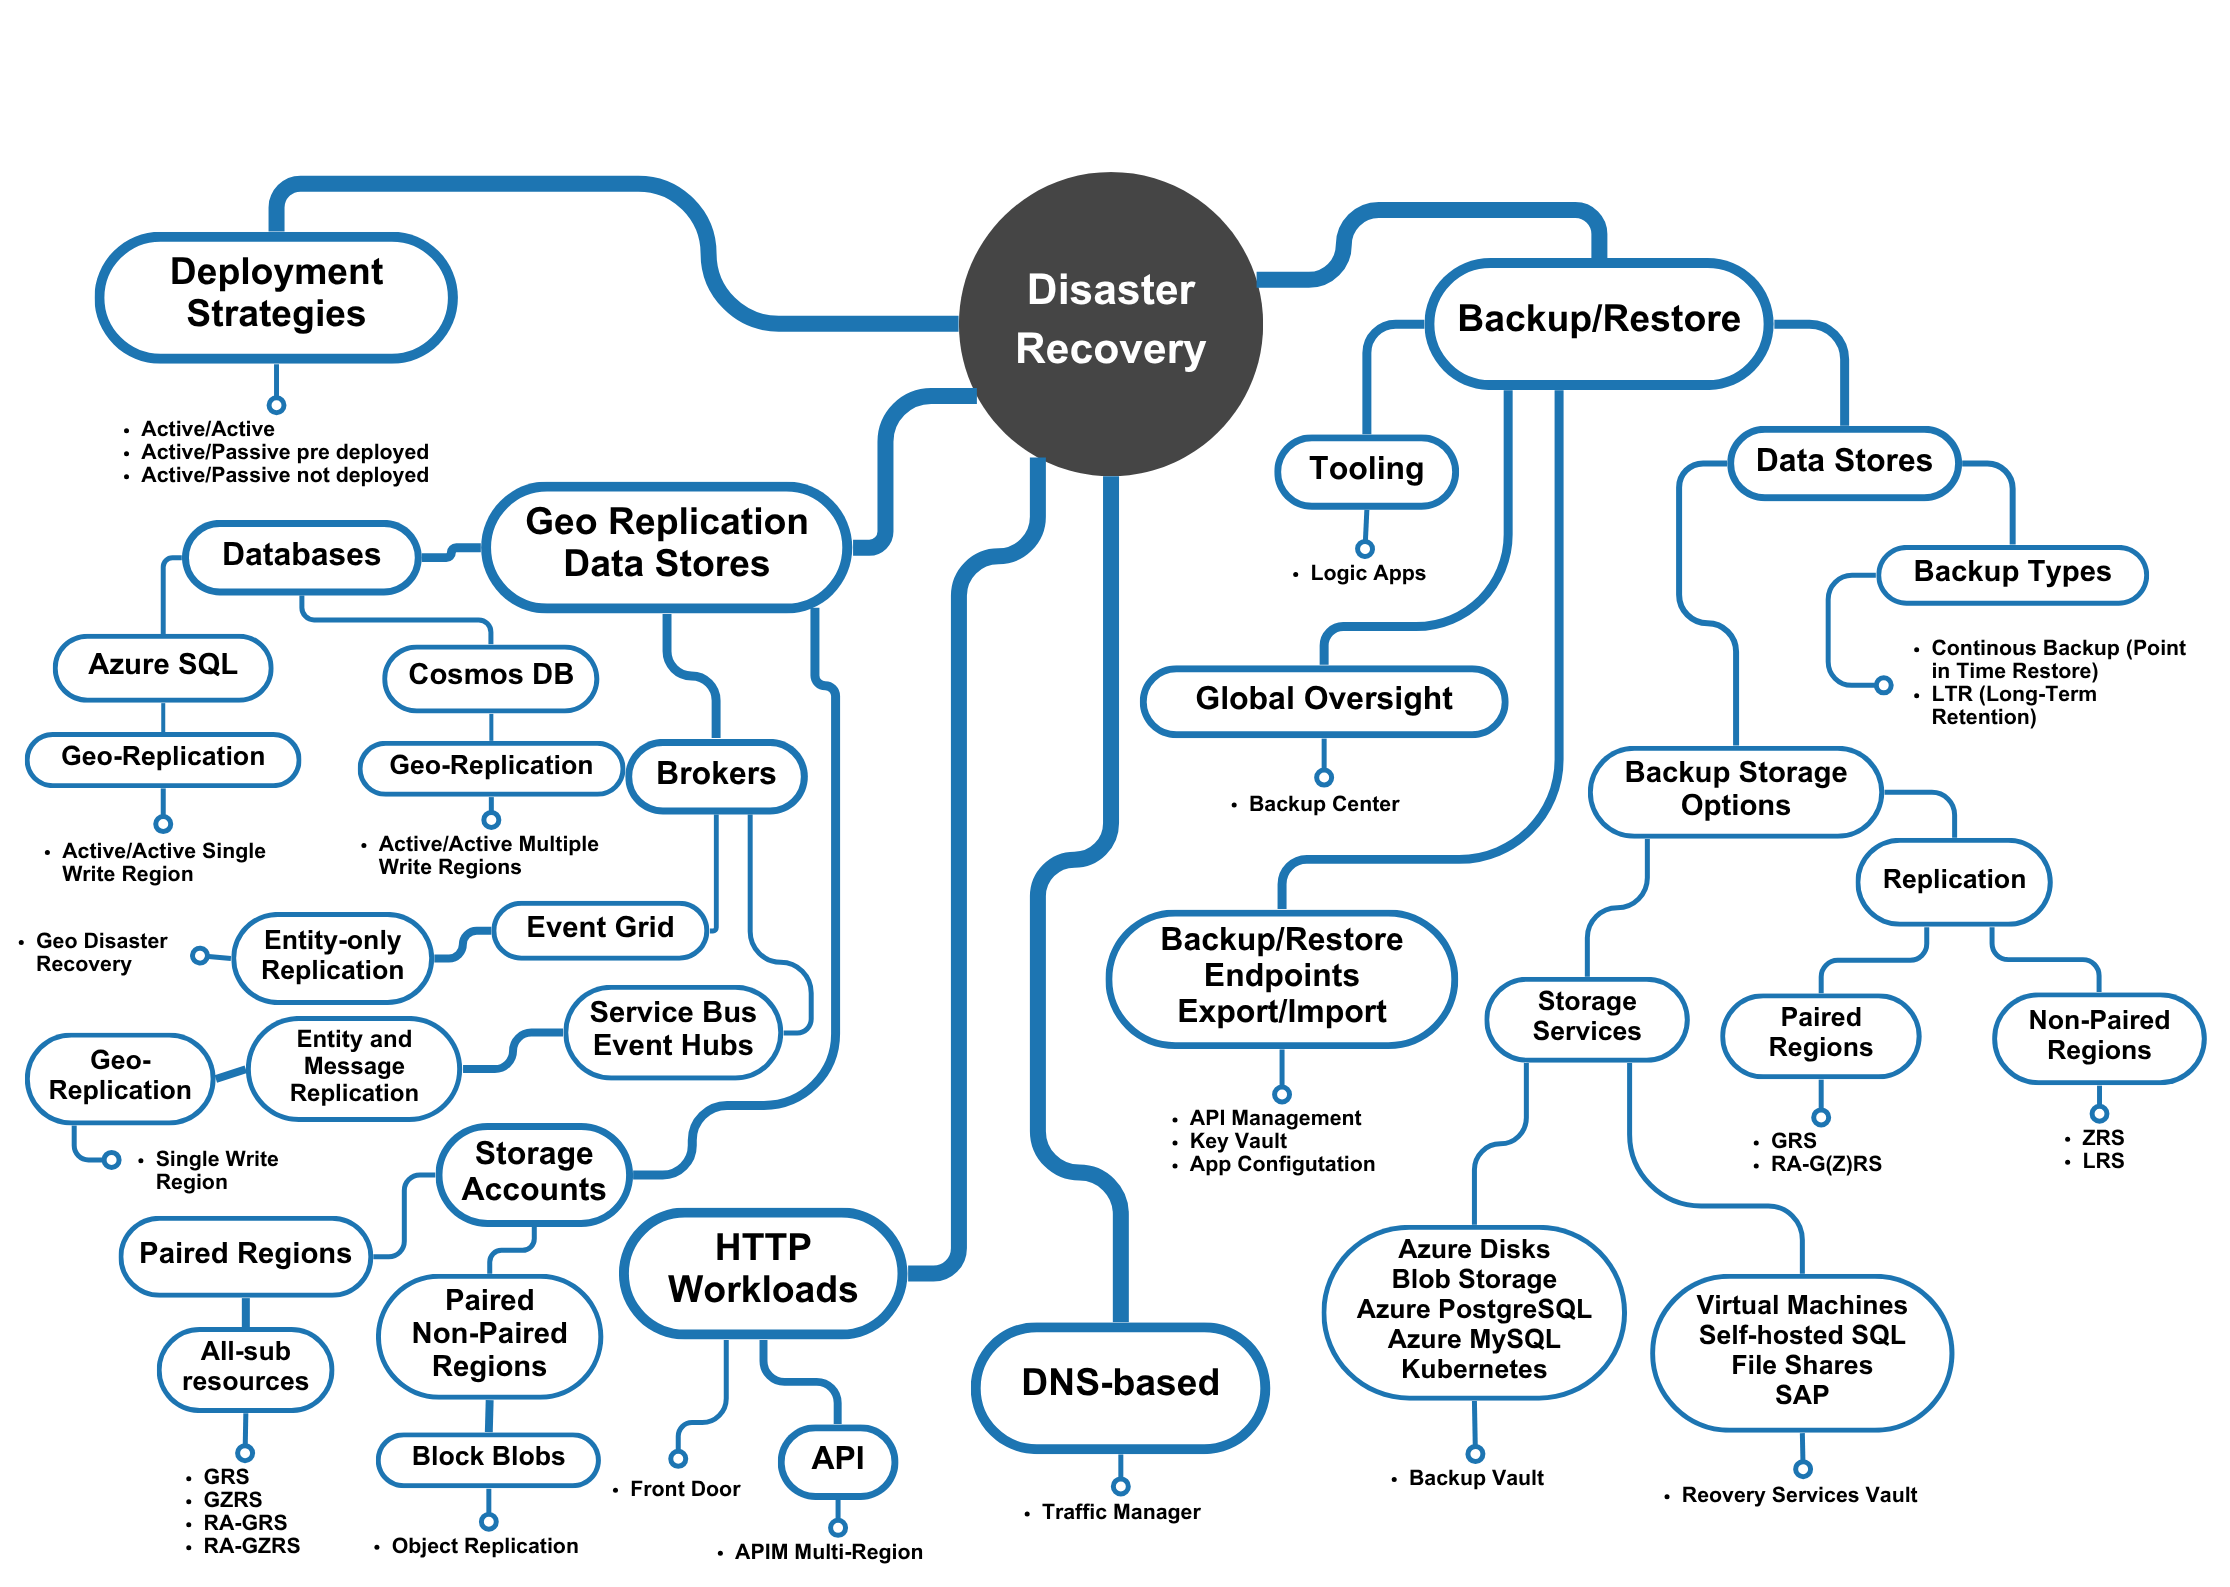 Disaster
Recovery
Deployment
Strategies
• Active/Active
• Active/Passive pre deployed
• Active/Passive not deployed
Geo Replication
Data Stores
Databases
Azure SQL
Geo-Replication
• Active/Active Single
Write Region
Cosmos DB
Geo-Replication
• Active/Active Multiple
Write Regions
Brokers
Event Grid
Entity-only
Replication
• Geo Disaster
Recovery
Service Bus
Event Hubs
Entity and
Message
Replication
Geo-
Replication
• Single Write
Region
Storage
Accounts
Paired Regions
All-sub
resources
• GRS
• GZRS
• RA-GRS
• RA-GZRS
Paired
Non-Paired
Regions
Block Blobs
• Object Replication
HTTP
Workloads
• Front Door
API
• APIM Multi-Region
DNS-based
• Traffic Manager
Backup/Restore
Tooling
• Logic Apps
Global Oversight
• Backup Center
Backup/Restore
Endpoints
Export/Import
• API Management
• Key Vault
• App Configutation
Data Stores
Backup Types
• Continous Backup (Point
in Time Restore)
• LTR (Long-Term
Retention)
Backup Storage
Options
Replication
Paired
Regions
• GRS
• RA-G(Z)RS
Non-Paired
Regions
• ZRS
• LRS
Storage
Services
Azure Disks
Blob Storage
Azure PostgreSQL
Azure MySQL
Kubernetes
• Backup Vault
Virtual Machines
Self-hosted SQL
File Shares
SAP
• Reovery Services Vault